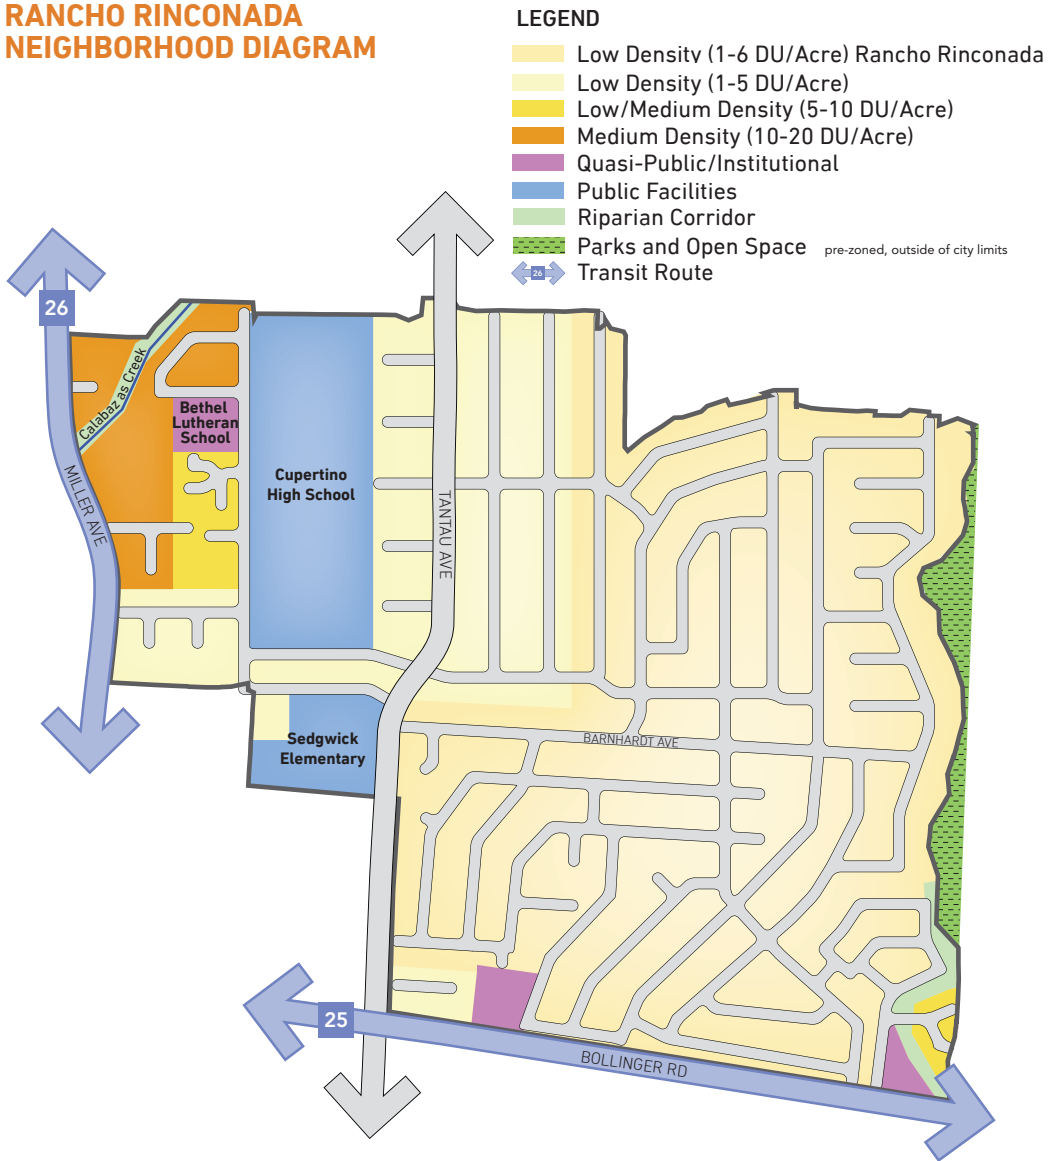 RANCHO RINCONADA
NEIGHBORHOOD DIAGRAM
LEGEND
Low Density (1-6 DU/Acre) Rancho Rinconada
Low Density (1-5 DU/Acre)
Low/Medium Density (5-10 DU/Acre)
Medium Density (10-20 DU/Acre)
Quasi-Public/Institutional
Public Facilities
Riparian Corridor
Parks and Open Space pre-zoned, outside of city limits
26 Transit Route
26
Calabaz as Creek
Bethel
Lutheran
School
Cupertino
High School
MILLER AVE
TANTAU AVE
Sedgwick
Elementary
BARNHARDT AVE
25
BOLLINGER RD